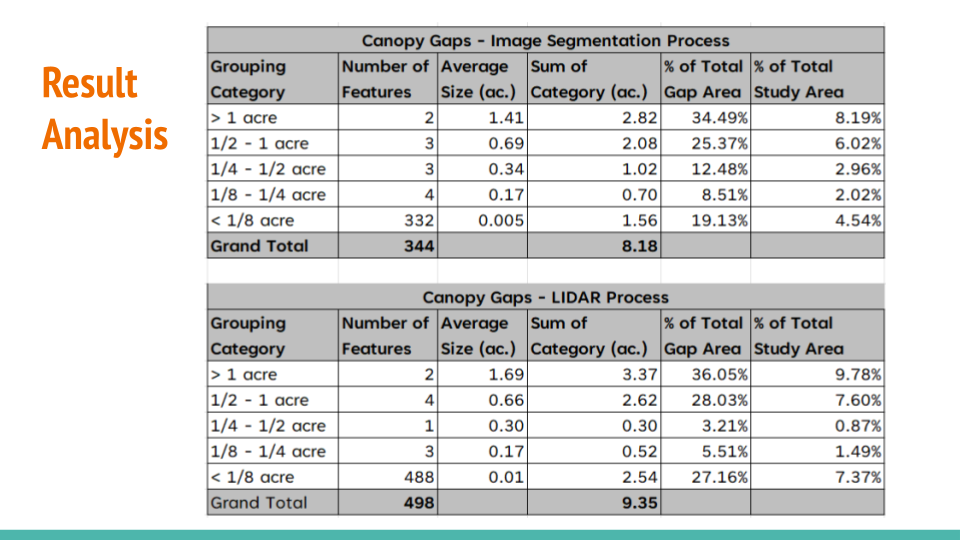 Result
Analysis
Canopy Gaps - Image Segmentation Process
Grouping Category Number of Features Average Size (ac.) Sum of Category (ac.) % of Total Gap Area % of Total Study Area
> 1 acre 2 1.41 2.82 34.49% 8.19%
1/2 - 1 acre 3 0.69 2.08 25.37% 6.02%
1/4 - 1/2 acre 3 0.34 1.02 12.48% 2.96%
1/8 - 1/4 acre 4 0.17 0.70 8.51% 2.02%
< 1/8 acre 332 0.005 1.56 19.13% 4.54%
Grand Total 344 8.18
Canopy Gaps - LIDAR Process
Grouping Category Number of Features Average Size (ac.) Sum of Category (ac.) % of Total Gap Area % of Total Study Area
> 1 acre 2 1.69 3.37 36.05% 9.78%
1/2 - 1 acre 4 0.66 2.62 28.03% 7.60%
1/4 - 1/2 acre 1 0.30 0.30 3.21% 0.87%
1/8 - 1/4 acre 3 0.17 0.52 5.51% 1.49%
< 1/8 acre 488 0.01 2.54 27.16% 7.37%
Grand Total 498 9.35